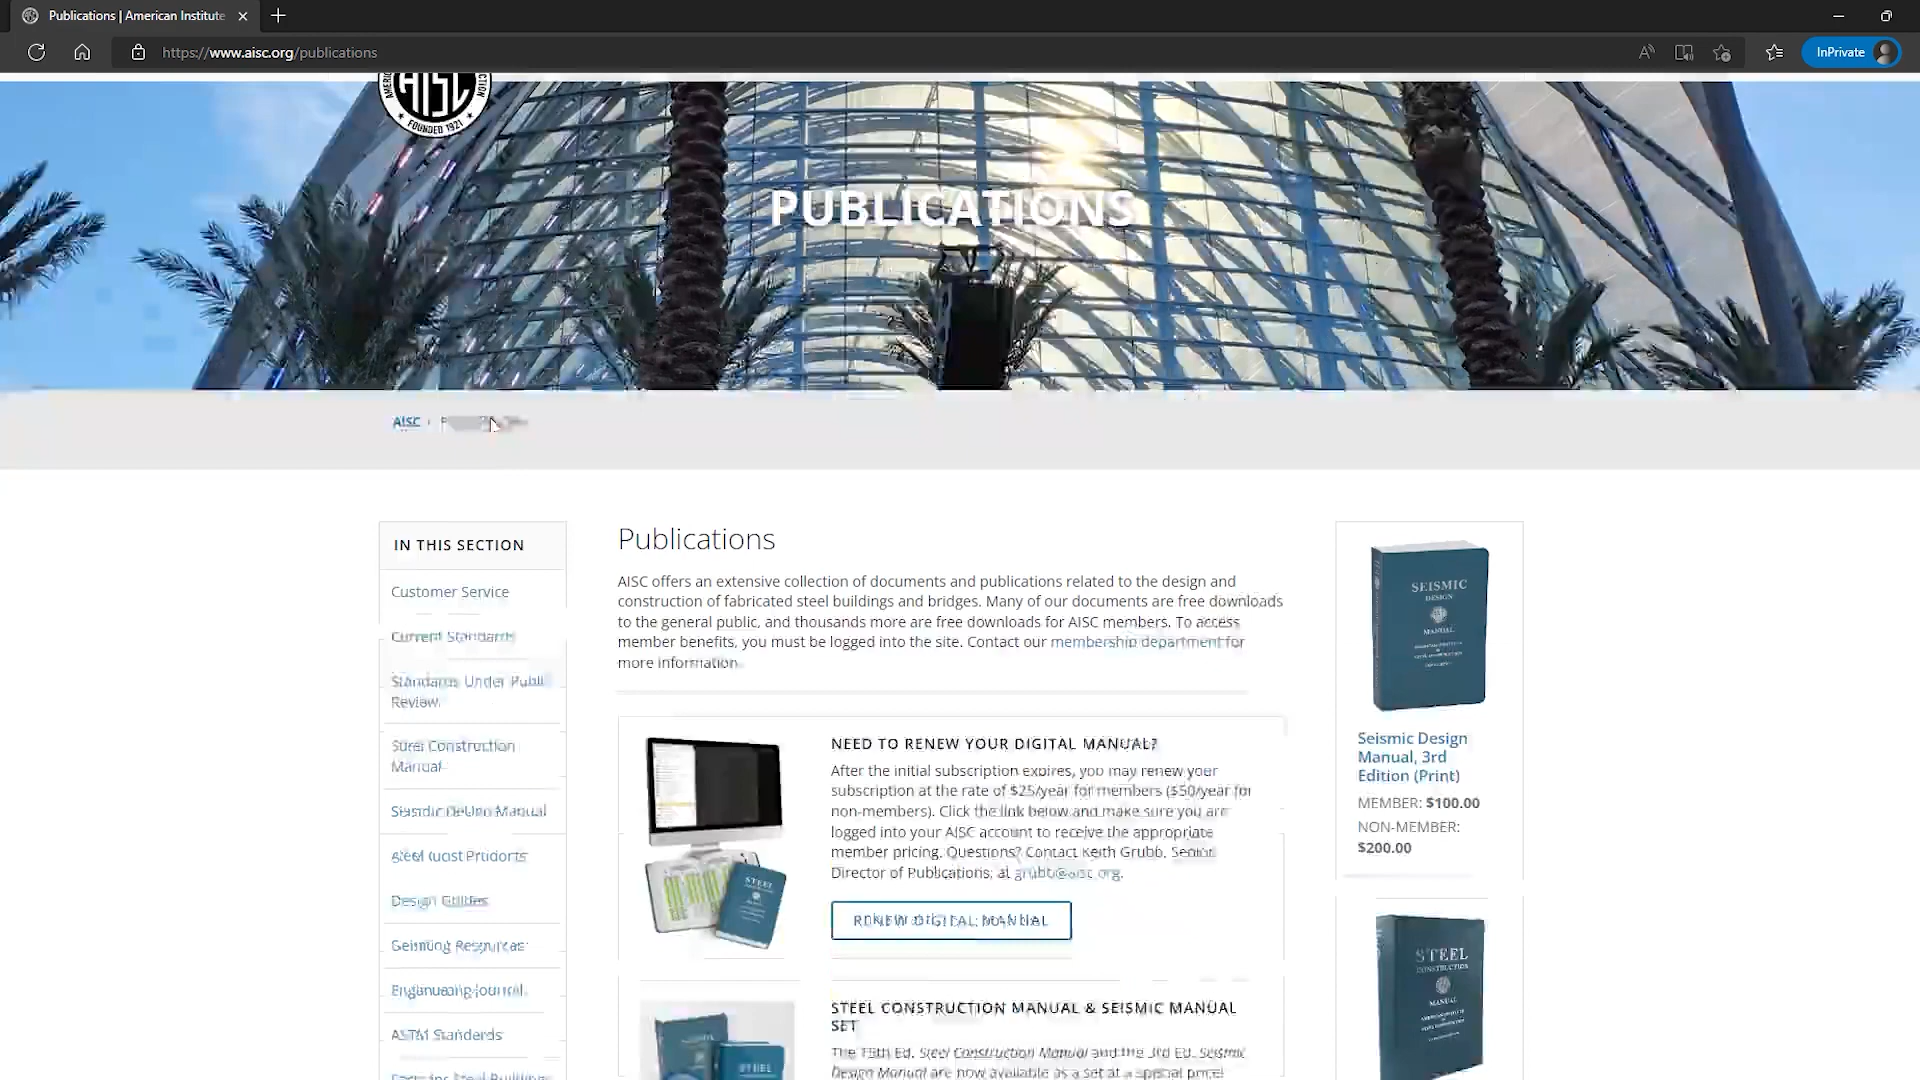 Publications | American Institute
https://www.aisc.org/publications
InPrivate
AISC
FOUNDED 1921
PUBLICATIONS
AISC ›
IN THIS SECTION
Customer Service
Current Standards
Standards Under Publi
Review
Steel Construction
Manual
Seismic Design Manual
Design Guides
Engineering Journal
ASTM Standards
Publications
AISC offers an extensive collection of documents and publications related to the design and
construction of fabricated steel buildings and bridges. Many of our documents are free downloads
to the general public, and thousands more are free downloads for AISC members. To access
member benefits, you must be logged into the site. Contact our membership department for
more information.
NEED TO RENEW YOUR DIGITAL MANUAL?
After the initial subscription expires, you may renew your
subscription at the rate of $25/year for members ($50/year for
non-members). Click the link below and make sure you are
logged into your AISC account to receive the appropriate
member pricing. Questions? Contact Keith Grubb, Senior
Director of Publications, at grubb@aisc.org.
RENEW DIGITAL MANUAL
STEEL CONSTRUCTION MANUAL & SEISMIC MANUAL
SET
The 15th Ed. Steel Construction Manual and the 3rd Ed. Seismic
Design Manual are now available as a set at a special price!
SEISMIC
DESIGN
MANUAL
Seismic Design
Manual, 3rd
Edition (Print)
MEMBER: $100.00
NON-MEMBER:
$200.00
STEEL
CONSTRUCTION
MANUAL
STEEL
STEEL